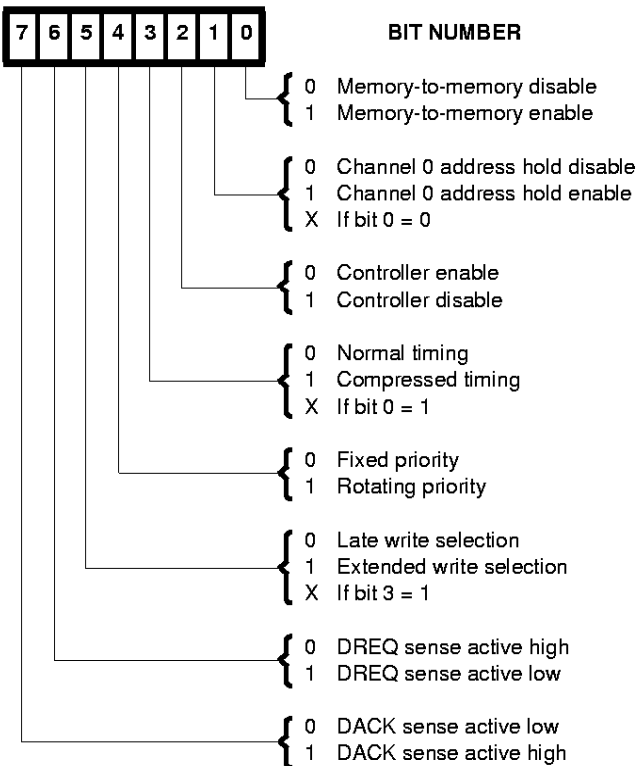 7 6 5 4 3 2 1 0 BIT NUMBER
0 Memory-to-memory disable
1 Memory-to-memory enable
0 Channel 0 address hold disable
1 Channel 0 address hold enable
X If bit 0 = 0
0 Controller enable
1 Controller disable
0 Normal timing
1 Compressed timing
X If bit 0 = 1
0 Fixed priority
1 Rotating priority
0 Late write selection
1 Extended write selection
X If bit 3 = 1
0 DREQ sense active high
1 DREQ sense active low
0 DACK sense active low
1 DACK sense active high